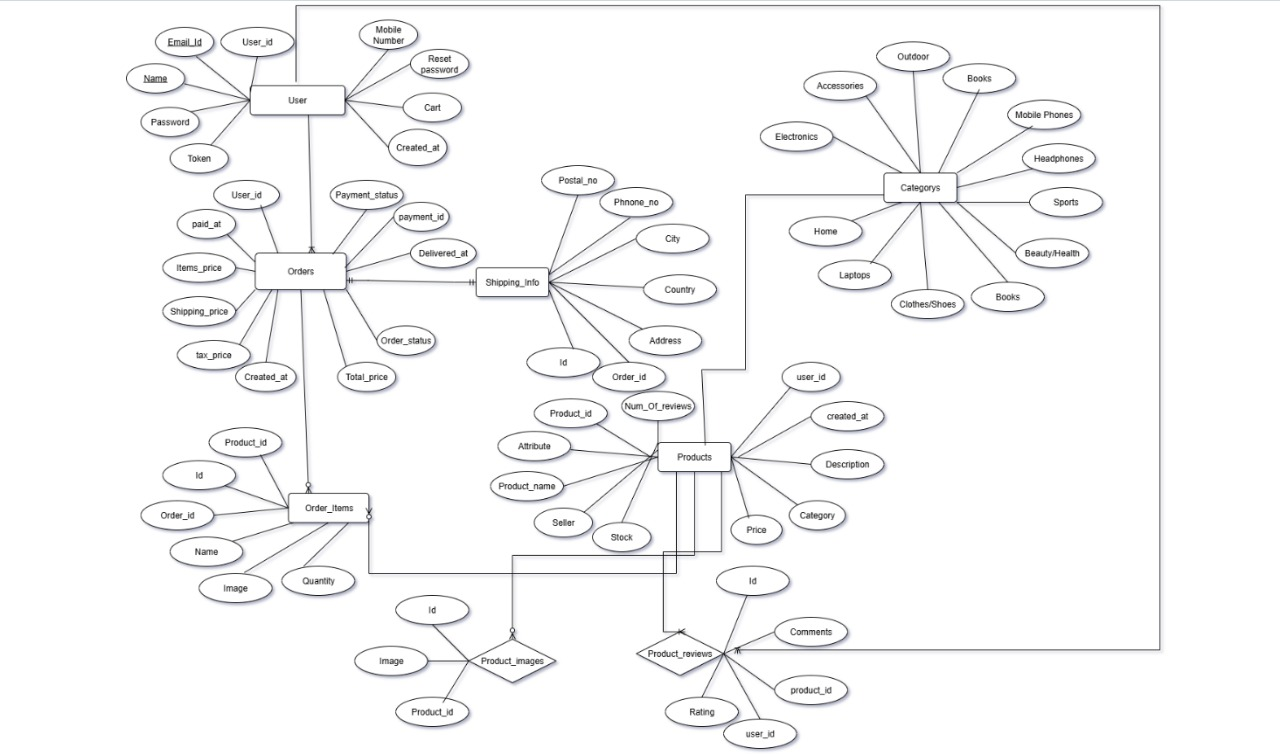 Email_Id
User_id
Mobile
Number
Name
Reset
password
User
Cart
Password
Token
Created_at
Outdoor
Books
Accessories
Mobile Phones
Electronics
Headphones
Categorys
Sports
Home
Beauty/Health
Laptops
Books
Clothes/Shoes
User_id
Payment_status
paid_at
payment_id
Items_price
Delivered_at
Orders
Shipping_price
Order_status
tax_price
Created_at
Total_price
Postal_no
Phnone_no
City
Shipping_Info
Country
Address
Id
Order_id
Num_Of_reviews
Product_id
user_id
created_at
Attribute
Products
Description
Product_name
Seller
Stock
Price
Category
Product_id
Id
Order_Items
Order_id
Name
Image
Quantity
Id
Image
Product_images
Product_id
Id
Comments
Product_reviews
product_id
Rating
user_id